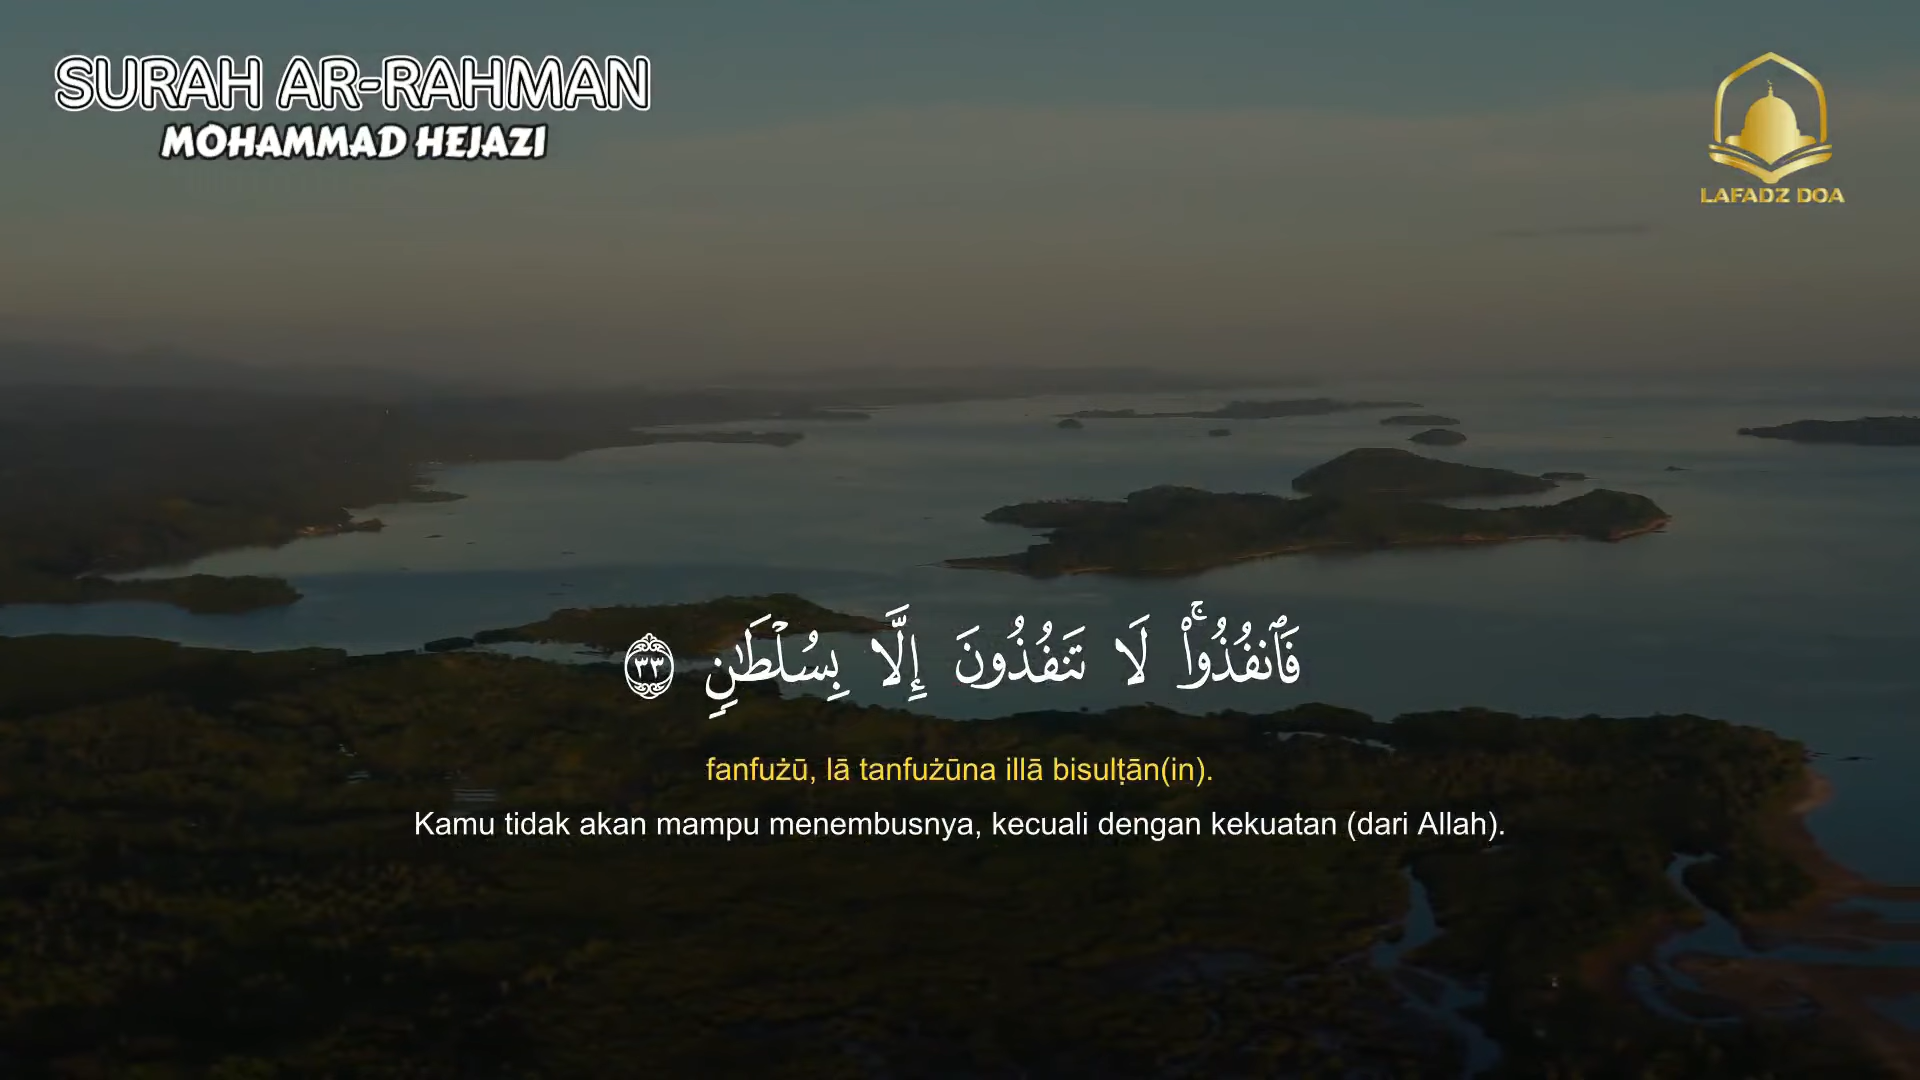 SURAH AR-RAHMAN
MOHAMMAD HEJAZI
LAFADZ DOA
فَٱنفُذُوا۟ۚ لَا تَنفُذُونَ إِلَّا بِسُلْطَـٰنٍ ٣٣
fanfużū, lā tanfużūna illā bisulṭān(in).
Kamu tidak akan mampu menembusnya, kecuali dengan kekuatan (dari Allah).